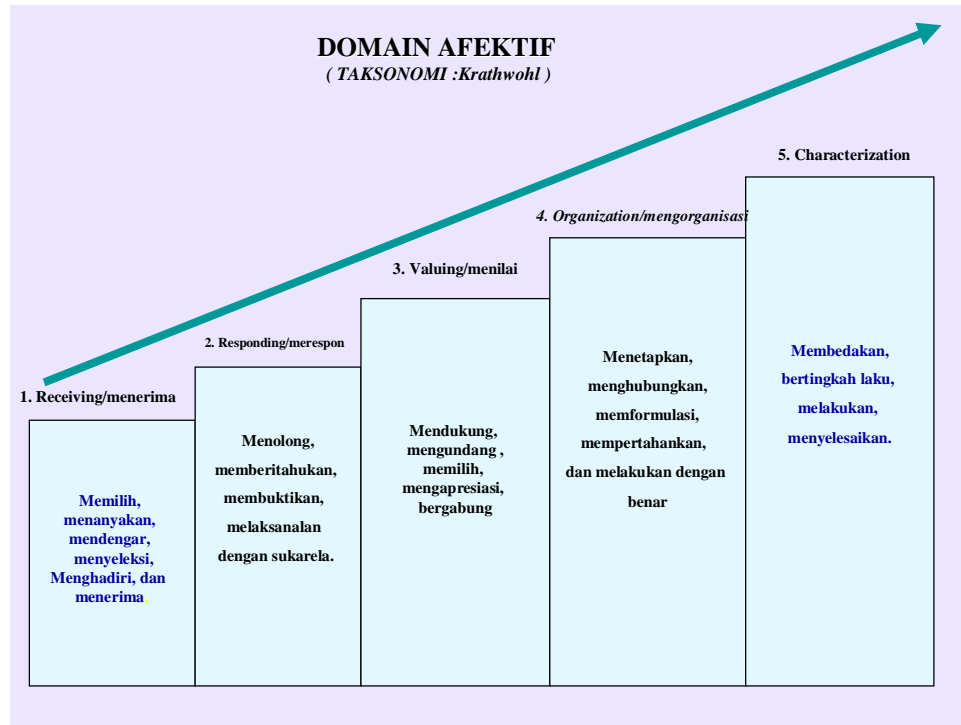 DOMAIN AFEKTIF
( TAKSONOMI :Krathwohl )
1. Receiving/menerima
Memilih,
menanyakan,
mendengar,
menyeleksi,
Menghadiri, dan
menerima.
2. Responding/merespon
Menolong,
memberitahukan,
membuktikan,
melaksanalan
dengan sukarela.
3. Valuing/menilai
Mendukung,
mengundang ,
memilih,
mengapresiasi,
bergabung
4. Organization/mengorganisasi
Menetapkan,
menghubungkan,
memformulasi,
mempertahankan,
dan melakukan dengan
benar
5. Characterization
Membedakan,
bertingkah laku,
melakukan,
menyelesaikan.